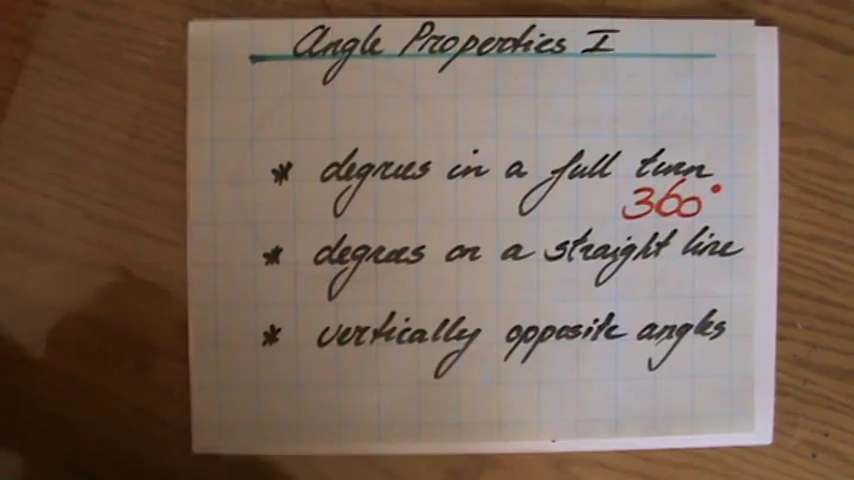 Angle Properties I
* degrees in a full turn
360°
* degrees on a straight line
* vertically opposite angles